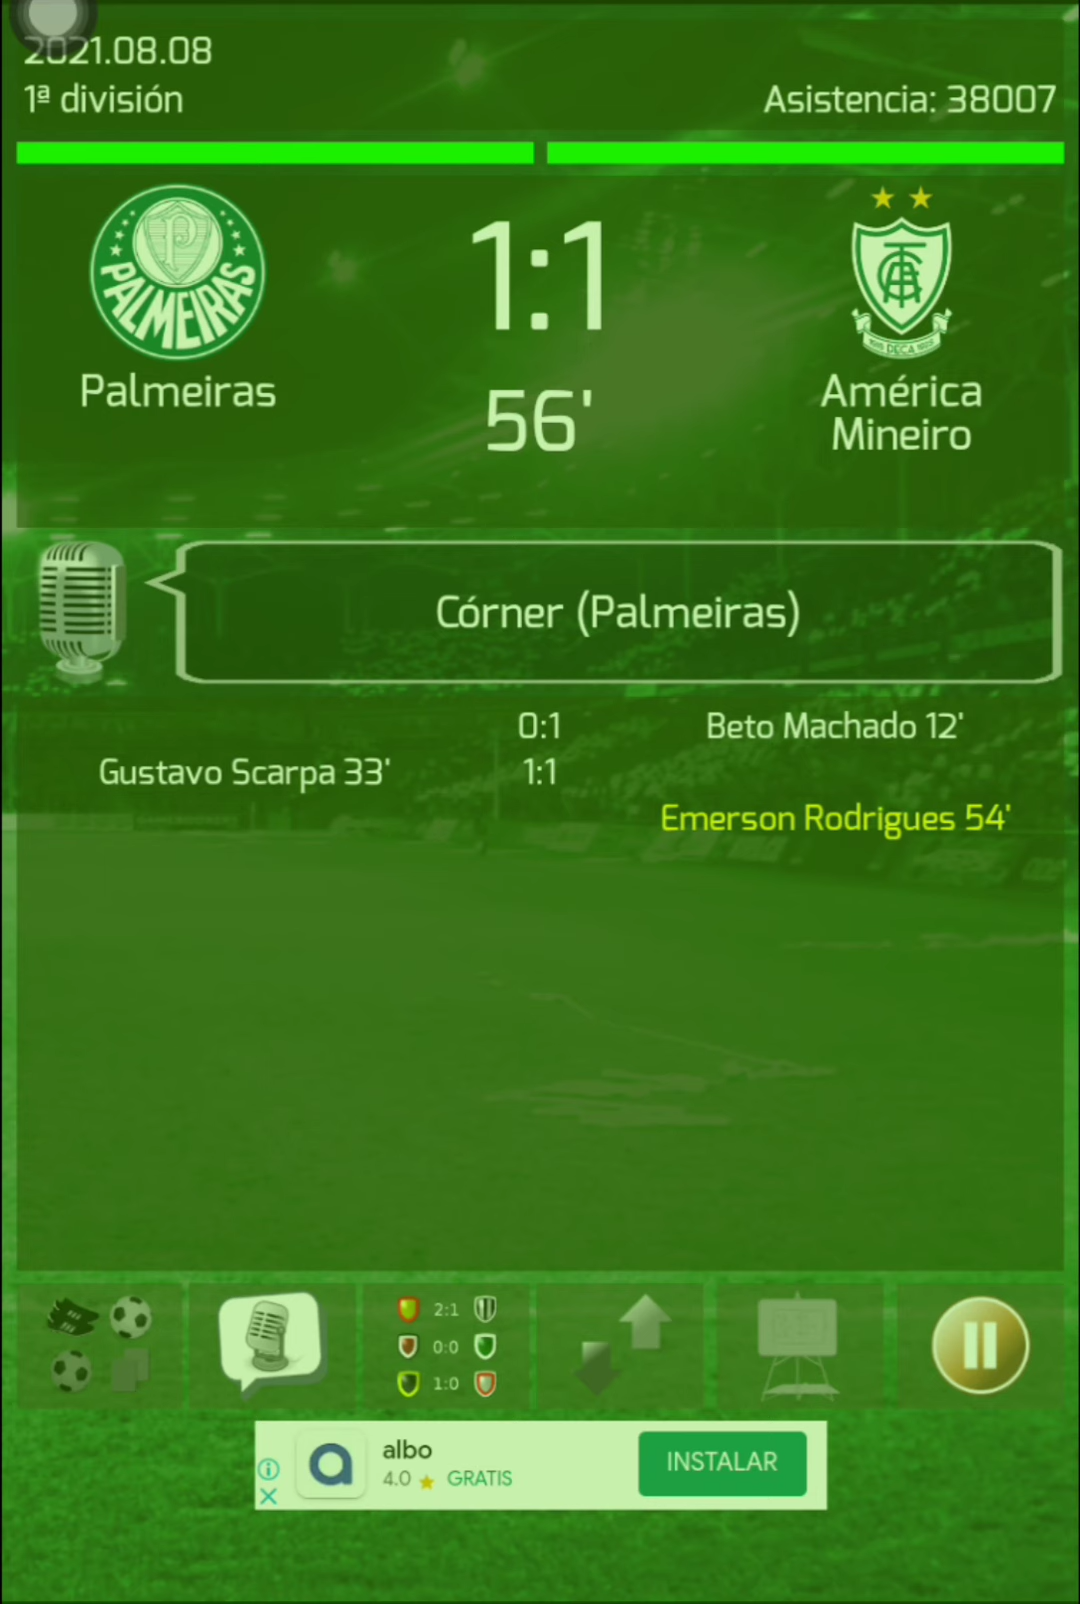 2021.08.08
1ª división
Asistencia: 38007
PALMEIRAS
P
1:1
DECA
Palmeiras
56'
América
Mineiro
Córner (Palmeiras)
0:1 Beto Machado 12'
Gustavo Scarpa 33' 1:1
Emerson Rodrigues 54'
2:1
0:0
1:0
albo
4.0 ★ GRATIS
INSTALAR